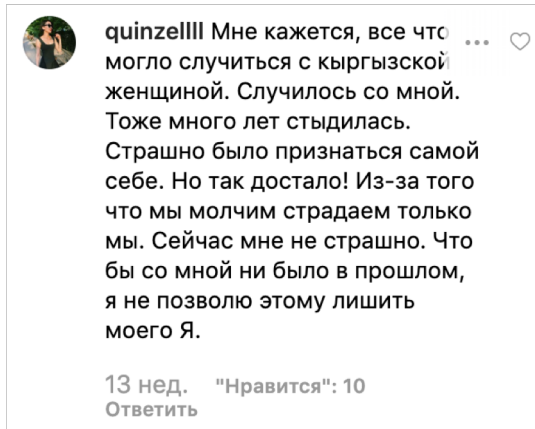 quinzellll Мне кажется, все что
могло случиться с кыргызской
женщиной. Случилось со мной.
Тоже много лет стыдилась.
Страшно было признаться самой
себе. Но так достало! Из-за того
что мы молчим страдаем только
мы. Сейчас мне не страшно. Что
бы со мной ни было в прошлом,
я не позволю этому лишить
моего Я.
13 нед. "Нравится": 10
Ответить